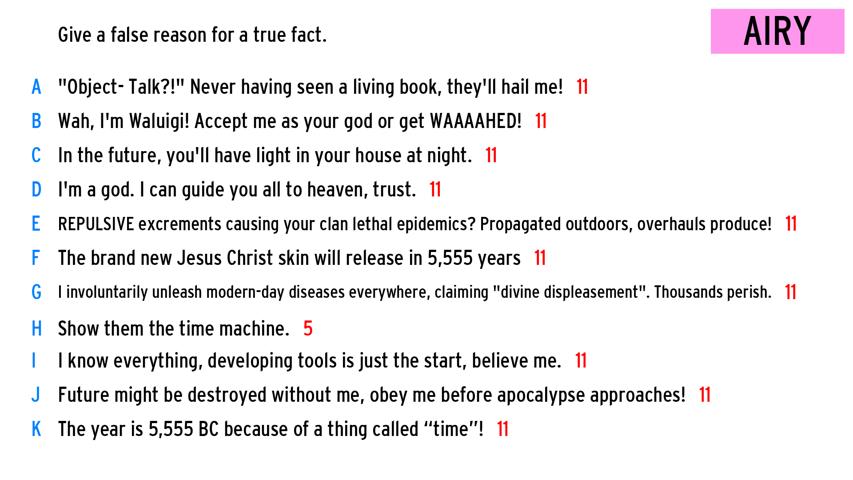 Give a false reason for a true fact.
AIRY
A "Object- Talk?!" Never having seen a living book, they'll hail me! 11
B Wah, I'm Waluigi! Accept me as your god or get WAAAAHED! 11
C In the future, you'll have light in your house at night. 11
D I'm a god. I can guide you all to heaven, trust. 11
E REPULSIVE excrements causing your clan lethal epidemics? Propagated outdoors, overhauls produce! 11
F The brand new Jesus Christ skin will release in 5,555 years 11
G I involuntarily unleash modern-day diseases everywhere, claiming "divine displeasement". Thousands perish. 11
H Show them the time machine. 5
I I know everything, developing tools is just the start, believe me. 11
J Future might be destroyed without me, obey me before apocalypse approaches! 11
K The year is 5,555 BC because of a thing called “time”! 11